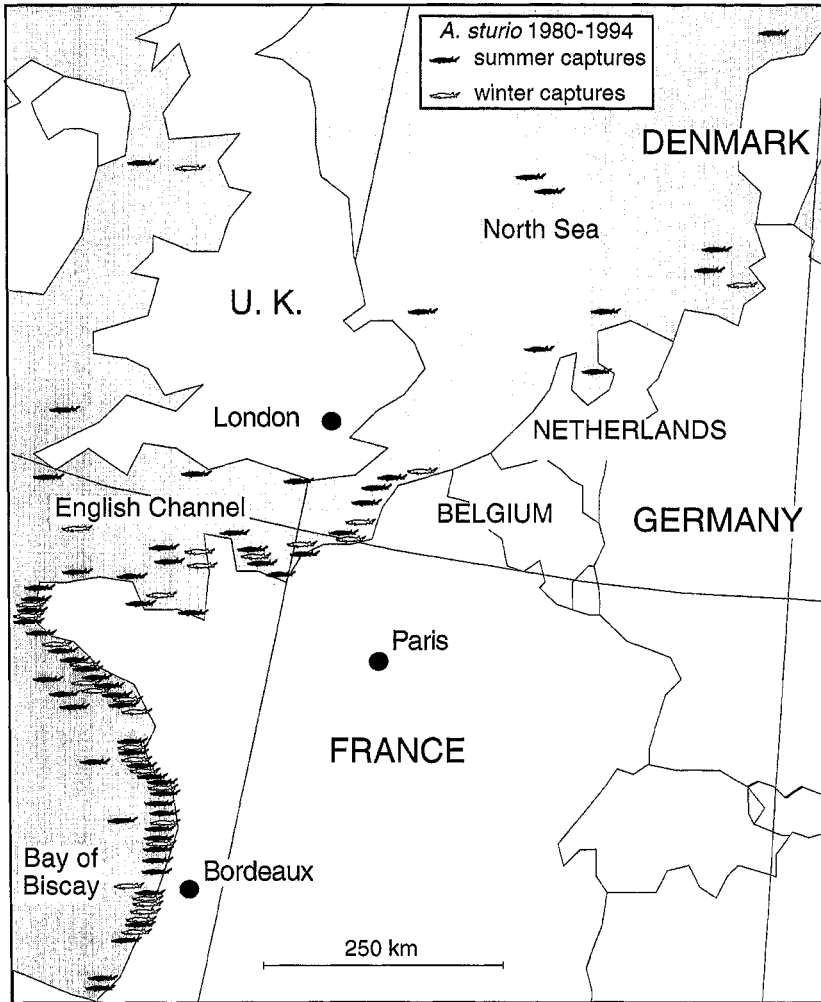 A. sturio 1980-1994
summer captures
winter captures
DENMARK
North Sea
U. K.
London
NETHERLANDS
English Channel
BELGIUM
GERMANY
Paris
FRANCE
Bay of
Biscay
Bordeaux
250 km